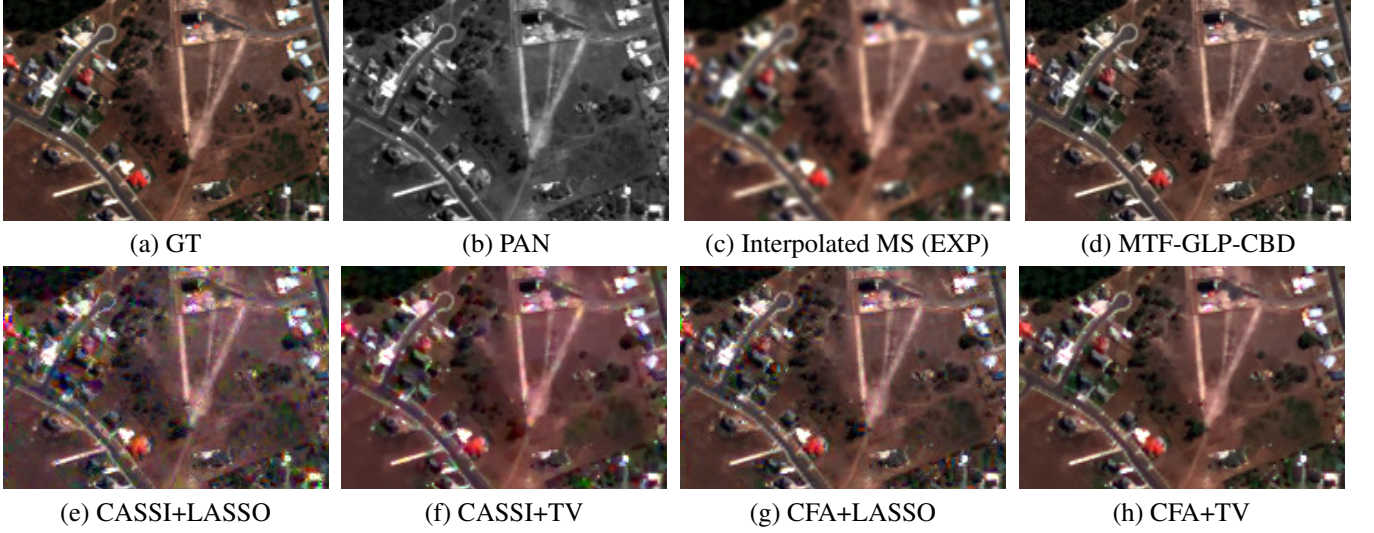 (a) GT (b) PAN (c) Interpolated MS (EXP) (d) MTF-GLP-CBD
(e) CASSI+LASSO (f) CASSI+TV (g) CFA+LASSO (h) CFA+TV